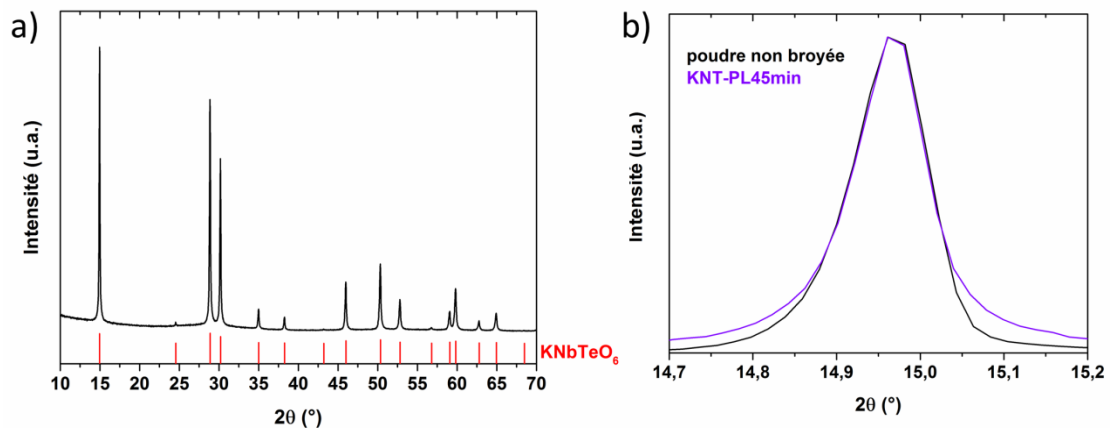 a)
Intensité (u.a.)
KNbTeO₆
10 15 20 25 30 35 40 45 50 55 60 65 70
2θ (°)
b)
poudre non broyée
KNT-PL45min
Intensité (u.a.)
14,7 14,8 14,9 15,0 15,1 15,2
2θ (°)